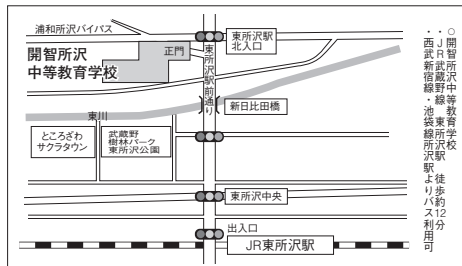 浦和所沢バイパス
正門
開智所沢
中等教育学校
東所沢駅
北入口
東所沢駅前通り
新日比田橋
東川
ところざわ
サクラタウン
武蔵野
樹林パーク
東所沢公園
東所沢中央
出入口
JR東所沢駅
○開智所沢中等教育学校
・JR武蔵野線東所沢駅徒歩約12分
・西武新宿線・池袋線所沢駅よりバス利用可